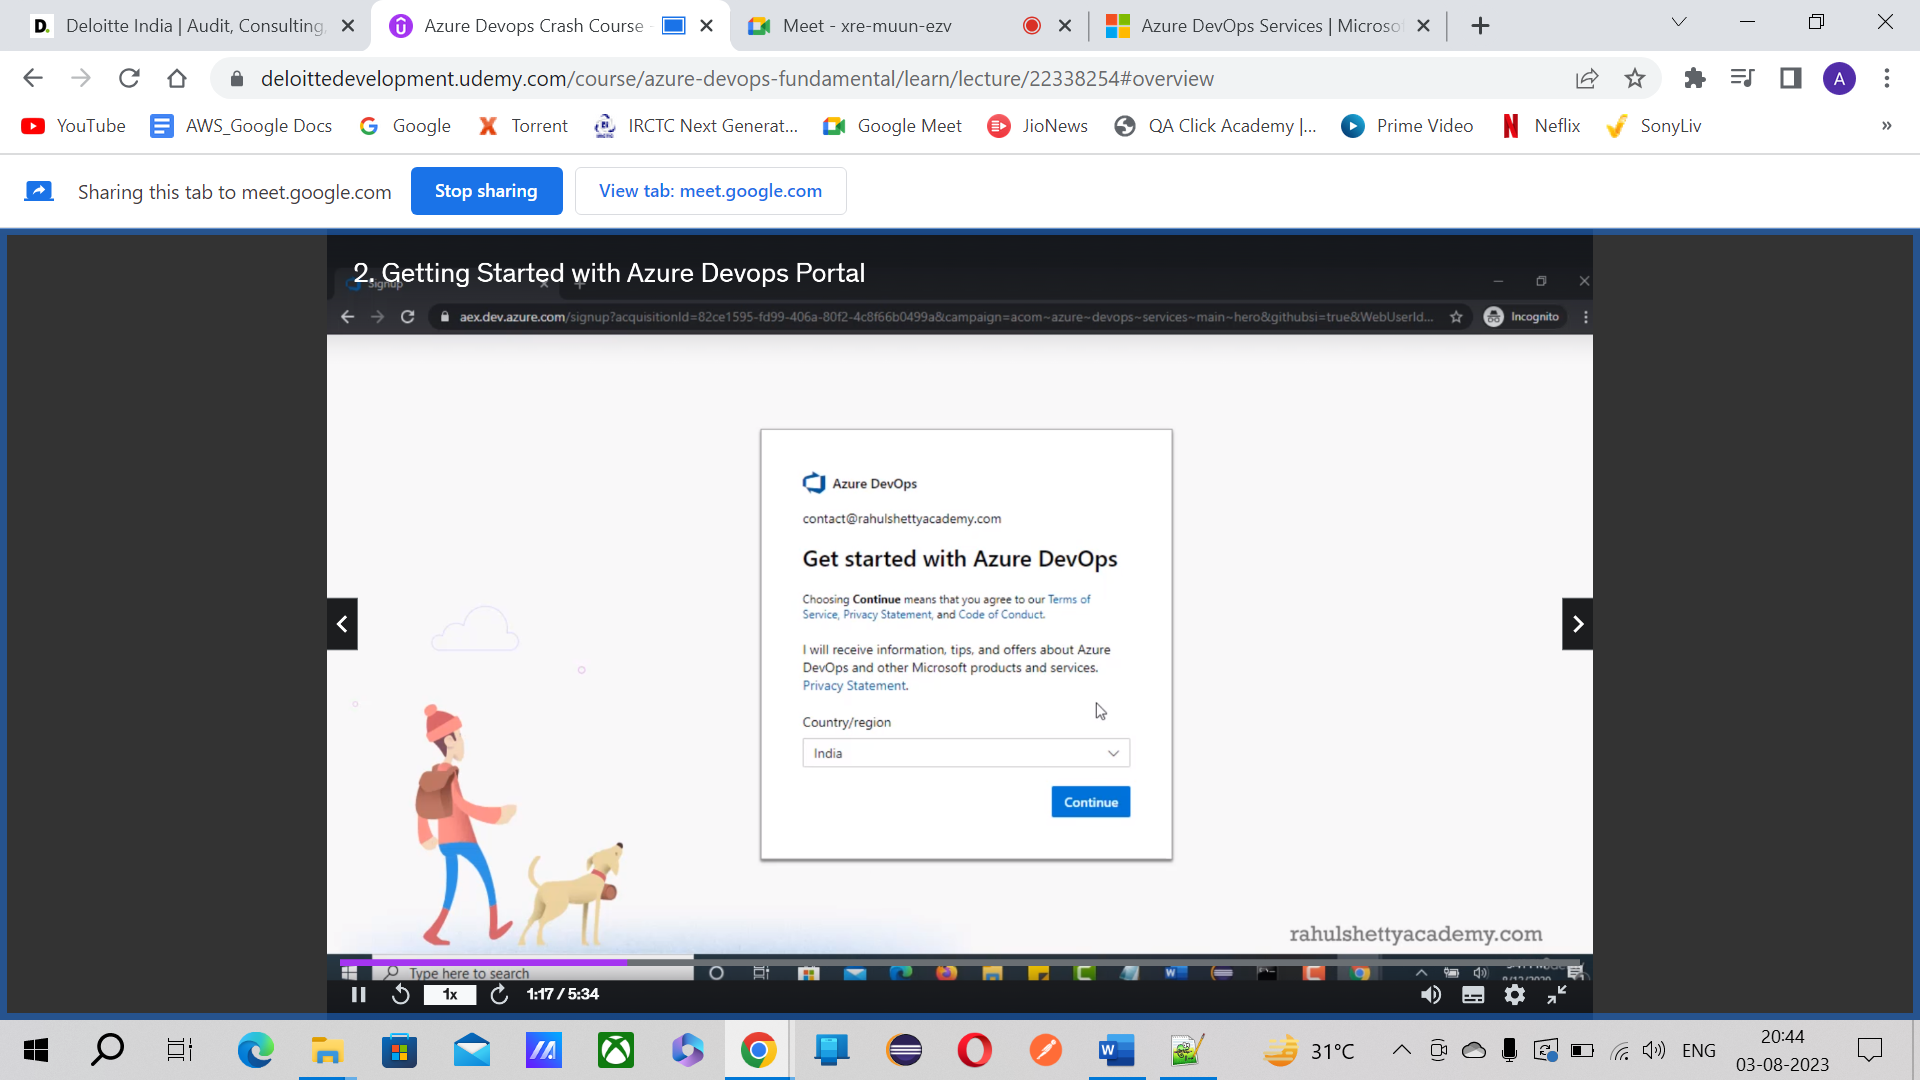 D. Deloitte India | Audit, Consulting,
Azure Devops Crash Course
Meet - xre-muun-ezv
Azure DevOps Services | Microso
deloittedevelopment.udemy.com/course/azure-devops-fundamental/learn/lecture/22338254#overview
A
YouTube
AWS_Google Docs
Google
Torrent
IRCTC Next Generat...
Google Meet
JioNews
QA Click Academy |...
Prime Video
Neflix
SonyLiv
»
Sharing this tab to meet.google.com
Stop sharing
View tab: meet.google.com
2. Getting Started with Azure Devops Portal
Signup
aex.dev.azure.com/signup?acquisitionId=82ce1595-fd99-406a-80f2-4c8f66b0499a&campaign=acom~azure~devops~services~main~hero&githubsi=true&WebUserId...
Incognito
Azure DevOps
contact@rahulshettyacademy.com
Get started with Azure DevOps
Choosing Continue means that you agree to our Terms of
Service, Privacy Statement, and Code of Conduct.
I will receive information, tips, and offers about Azure
DevOps and other Microsoft products and services.
Privacy Statement.
Country/region
India
Continue
rahulshettyacademy.com
Type here to search
1x
1:17 / 5:34
31°C
ENG
20:44
03-08-2023